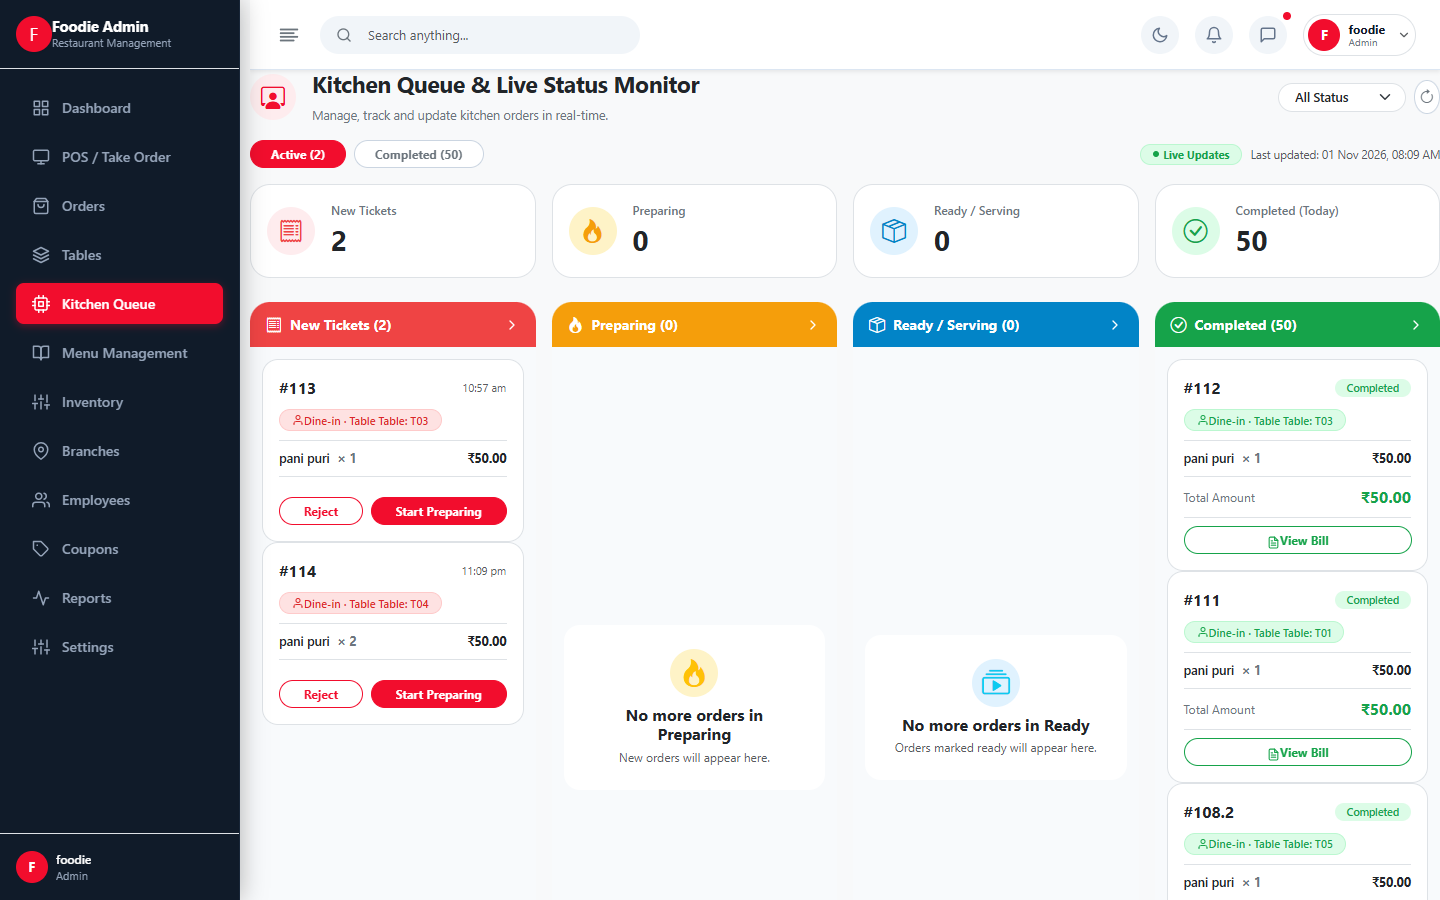 F
Foodie Admin
Restaurant Management
Dashboard
POS / Take Order
Orders
Tables
Kitchen Queue
Menu Management
Inventory
Branches
Employees
Coupons
Reports
Settings
F
foodie
Admin
Search anything...
F
foodie
Admin
Kitchen Queue & Live Status Monitor
Manage, track and update kitchen orders in real-time.
All Status
Active (2)
Completed (50)
Live Updates
Last updated: 01 Nov 2026, 08:09 AM
New Tickets
2
Preparing
0
Ready / Serving
0
Completed (Today)
50
New Tickets (2)
#113
10:57 am
Dine-in · Table Table: T03
pani puri × 1 ₹50.00
Reject
Start Preparing
#114
11:09 pm
Dine-in · Table Table: T04
pani puri × 2 ₹50.00
Reject
Start Preparing
Preparing (0)
No more orders in
Preparing
New orders will appear here.
Ready / Serving (0)
No more orders in Ready
Orders marked ready will appear here.
Completed (50)
#112
Completed
Dine-in · Table Table: T03
pani puri × 1 ₹50.00
Total Amount ₹50.00
View Bill
#111
Completed
Dine-in · Table Table: T01
pani puri × 1 ₹50.00
Total Amount ₹50.00
View Bill
#108.2
Completed
Dine-in · Table Table: T05
pani puri × 1 ₹50.00